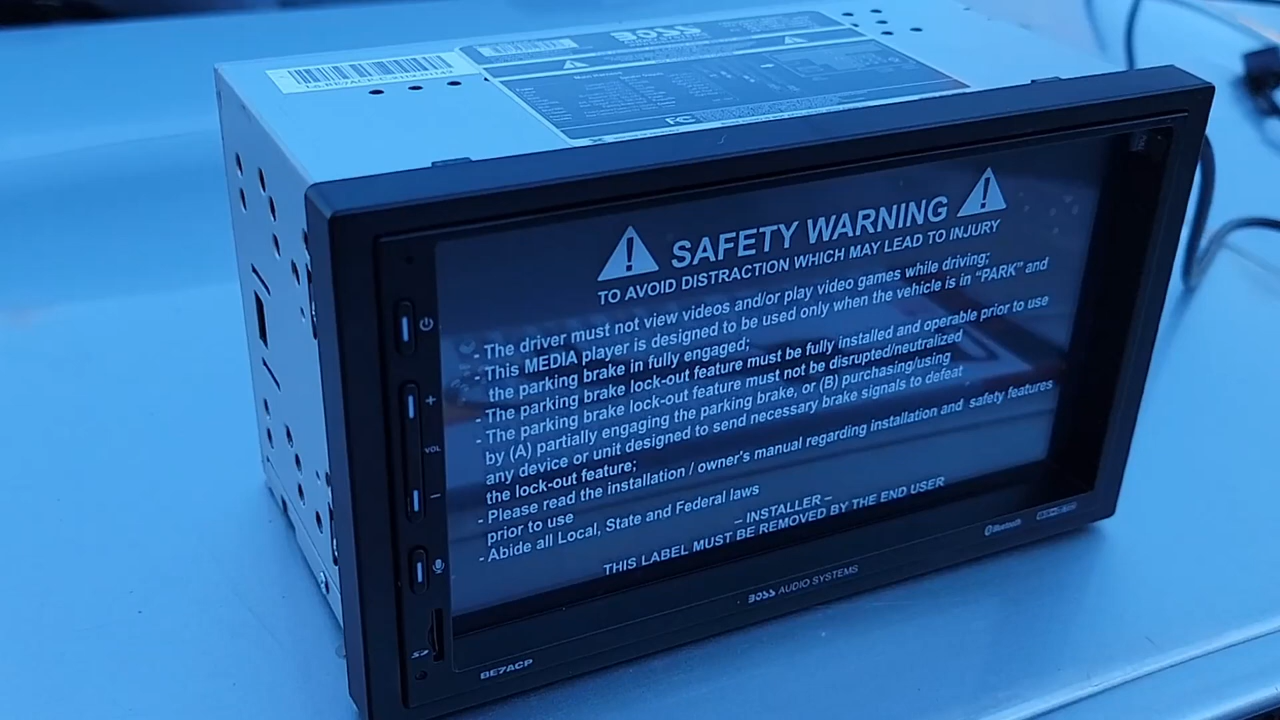 BOSS
FC
SAFETY WARNING
TO AVOID DISTRACTION WHICH MAY LEAD TO INJURY
- The driver must not view videos and/or play video games while driving;
- This MEDIA player is designed to be used only when the vehicle is in “PARK” and
the parking brake in fully engaged;
- The parking brake lock-out feature must be fully installed and operable prior to use
- The parking brake lock-out feature must not be disrupted/neutralized
by (A) partially engaging the parking brake, or (B) purchasing/using
any device or unit designed to send necessary brake signals to defeat
the lock-out feature;
- Please read the installation / owner's manual regarding installation and safety features
prior to use
- Abide all Local, State and Federal laws
– INSTALLER –
THIS LABEL MUST BE REMOVED BY THE END USER
+
VOL
–
SD
Bluetooth
BOSS AUDIO SYSTEMS
BE7ACP